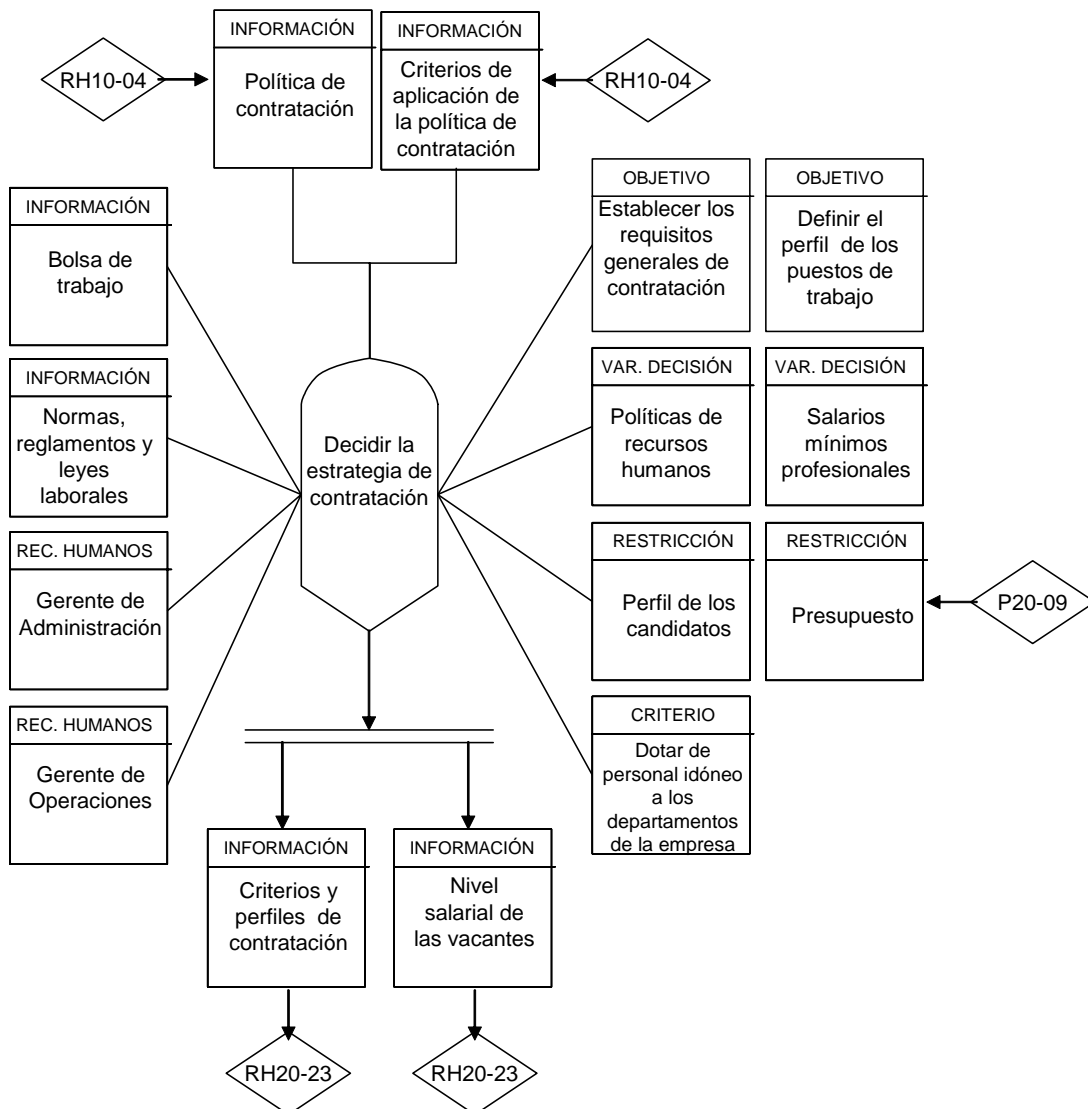 INFORMACIÓN
Política de
contratación
INFORMACIÓN
Criterios de
aplicación de
la política de
contratación
RH10-04
RH10-04
INFORMACIÓN
Bolsa de
trabajo
INFORMACIÓN
Normas,
reglamentos y
leyes
laborales
REC. HUMANOS
Gerente de
Administración
REC. HUMANOS
Gerente de
Operaciones
Decidir la
estrategia de
contratación
OBJETIVO
Establecer los
requisitos
generales de
contratación
OBJETIVO
Definir el
perfil de los
puestos de
trabajo
VAR. DECISIÓN
Políticas de
recursos
humanos
VAR. DECISIÓN
Salarios
mínimos
profesionales
RESTRICCIÓN
Perfil de los
candidatos
RESTRICCIÓN
Presupuesto
P20-09
CRITERIO
Dotar de
personal idóneo
a los
departamentos
de la empresa
INFORMACIÓN
Criterios y
perfiles de
contratación
INFORMACIÓN
Nivel
salarial de
las vacantes
RH20-23
RH20-23